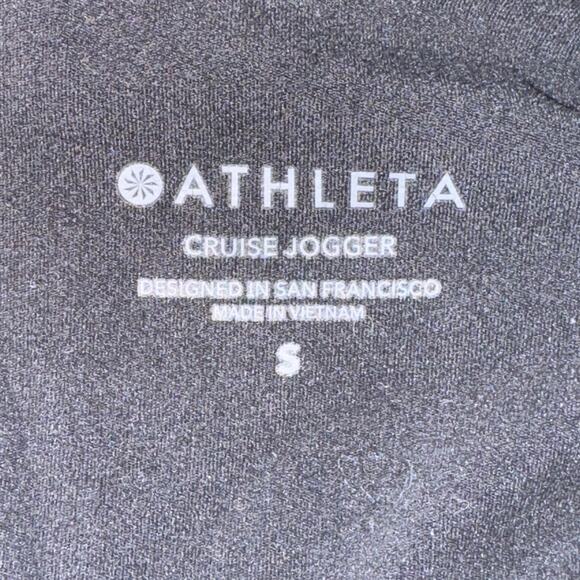 ATHLETA
CRUISE JOGGER
DESIGNED IN SAN FRANCISCO
MADE IN VIETNAM
S